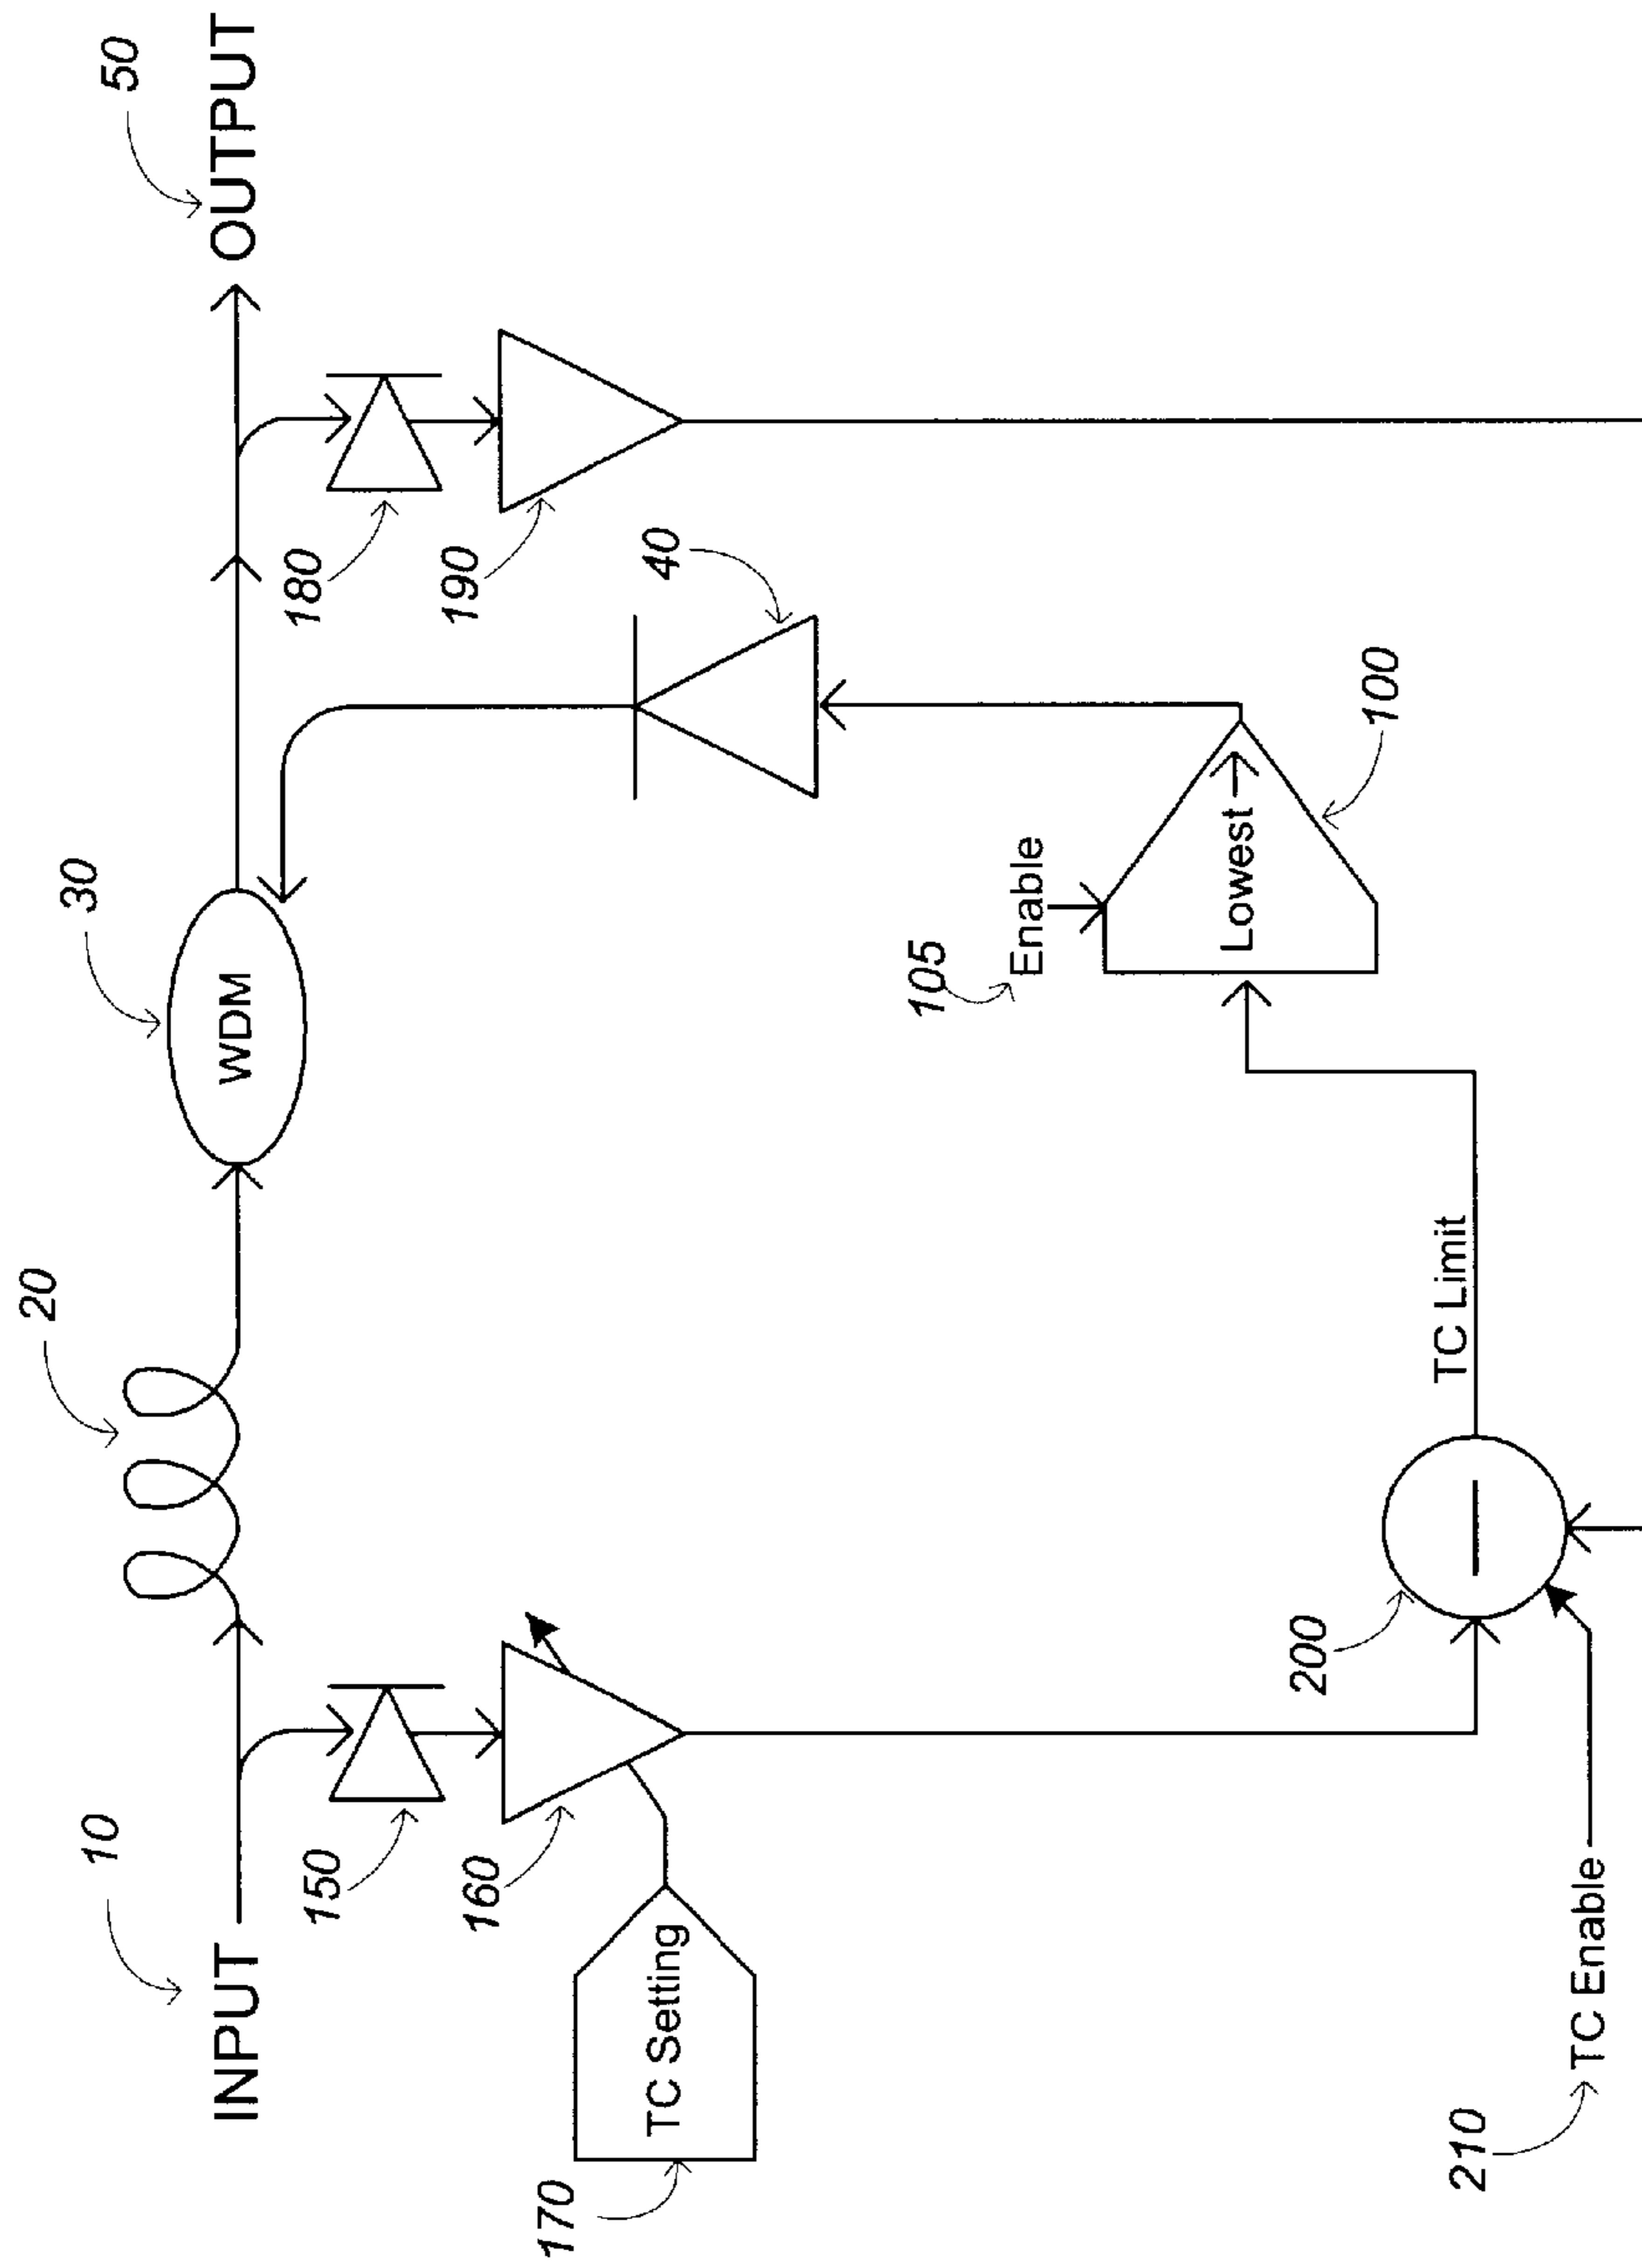 10
INPUT
20
30
WDM
50
OUTPUT
150
160
170
TC Setting
180
190
40
105
Enable
Lowest
100
TC Limit
200
210
TC Enable